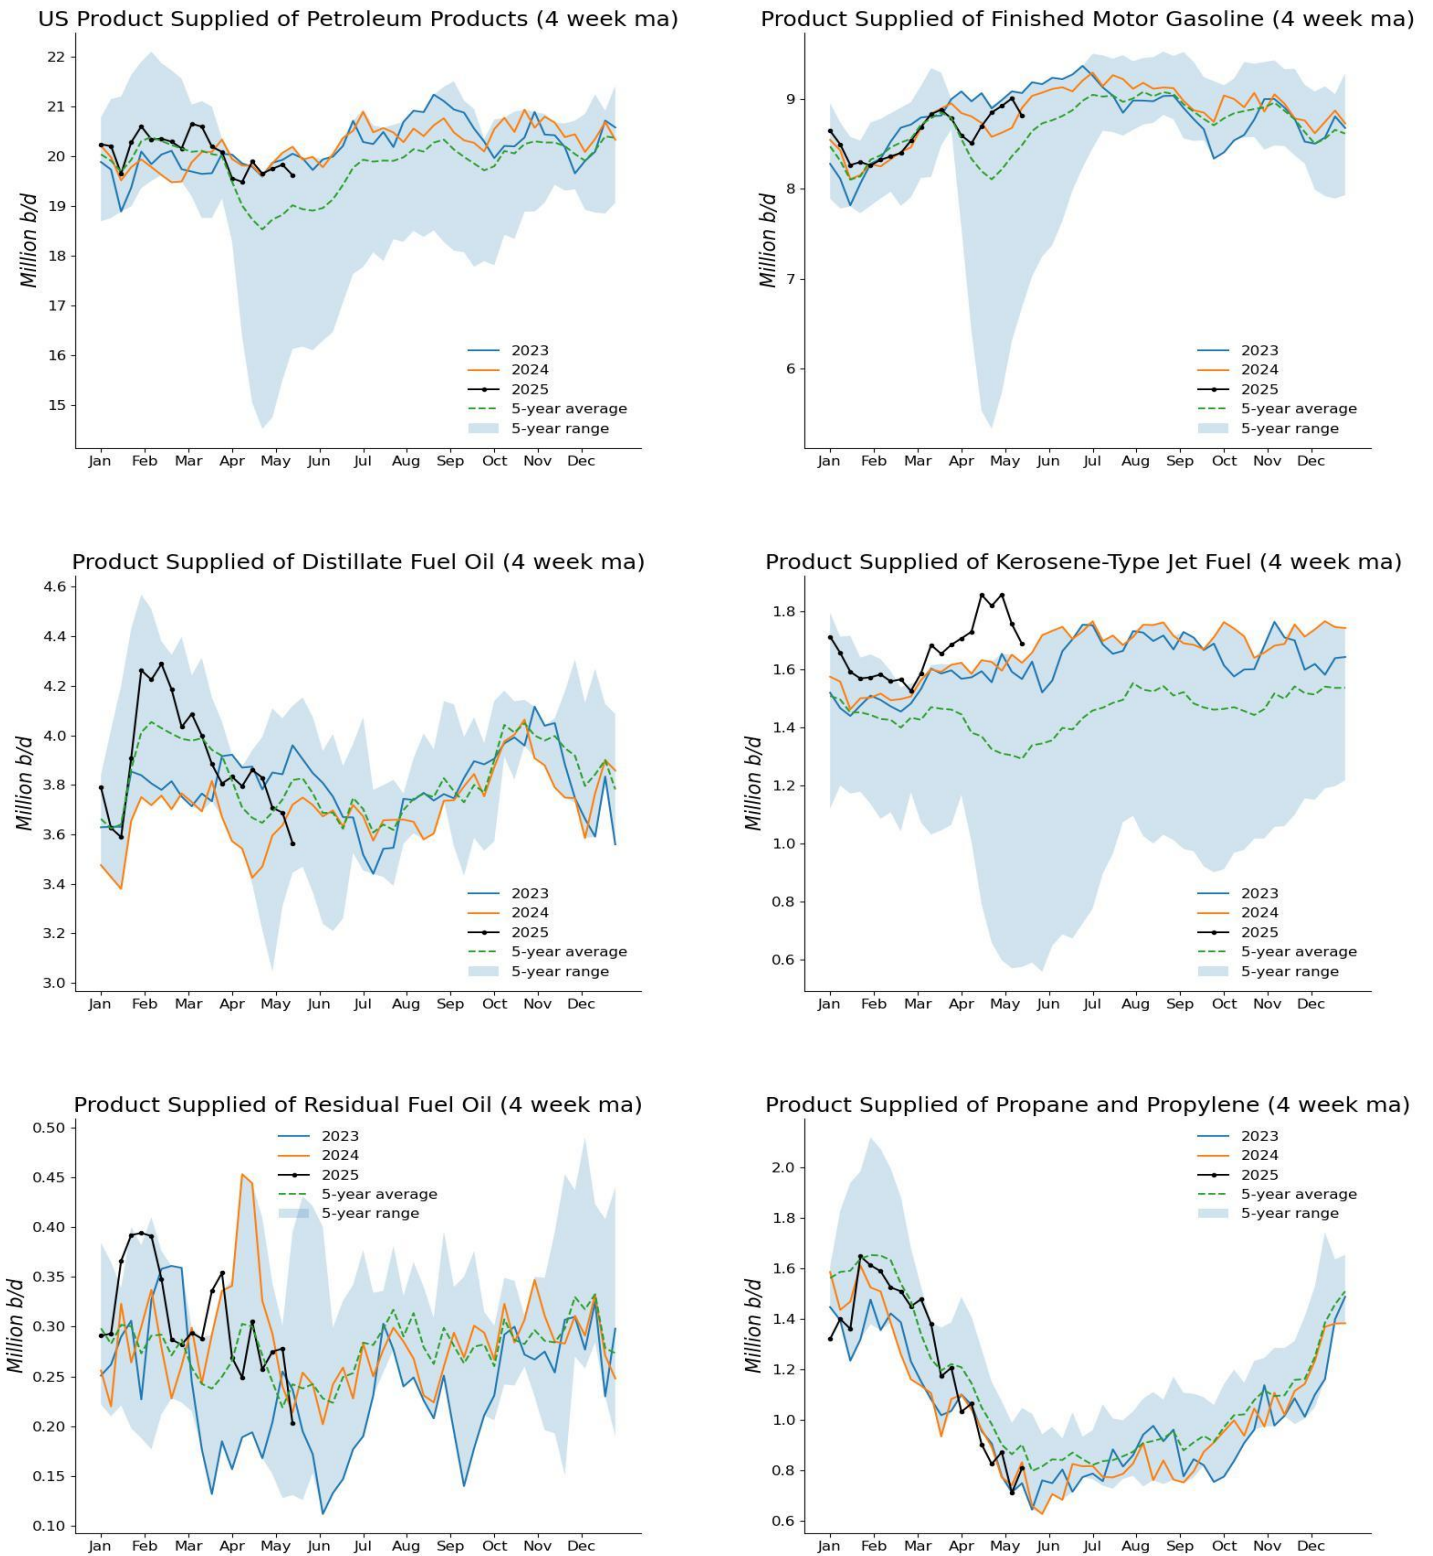 US Product Supplied of Petroleum Products (4 week ma)
Million b/d
22
21
20
19
18
17
16
15
2023
2024
2025
5-year average
5-year range
Jan Feb Mar Apr May Jun Jul Aug Sep Oct Nov Dec
Product Supplied of Finished Motor Gasoline (4 week ma)
Million b/d
9
8
7
6
2023
2024
2025
5-year average
5-year range
Jan Feb Mar Apr May Jun Jul Aug Sep Oct Nov Dec
Product Supplied of Distillate Fuel Oil (4 week ma)
Million b/d
4.6
4.4
4.2
4.0
3.8
3.6
3.4
3.2
3.0
2023
2024
2025
5-year average
5-year range
Jan Feb Mar Apr May Jun Jul Aug Sep Oct Nov Dec
Product Supplied of Kerosene-Type Jet Fuel (4 week ma)
Million b/d
1.8
1.6
1.4
1.2
1.0
0.8
0.6
2023
2024
2025
5-year average
5-year range
Jan Feb Mar Apr May Jun Jul Aug Sep Oct Nov Dec
Product Supplied of Residual Fuel Oil (4 week ma)
Million b/d
0.50
0.45
0.40
0.35
0.30
0.25
0.20
0.15
0.10
2023
2024
2025
5-year average
5-year range
Jan Feb Mar Apr May Jun Jul Aug Sep Oct Nov Dec
Product Supplied of Propane and Propylene (4 week ma)
Million b/d
2.0
1.8
1.6
1.4
1.2
1.0
0.8
0.6
2023
2024
2025
5-year average
5-year range
Jan Feb Mar Apr May Jun Jul Aug Sep Oct Nov Dec